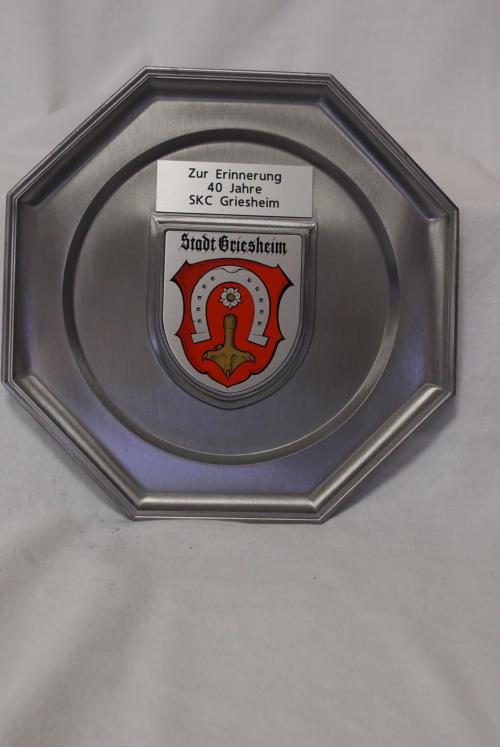 Zur Erinnerung
40 Jahre
SKC Griesheim
Stadt Griesheim